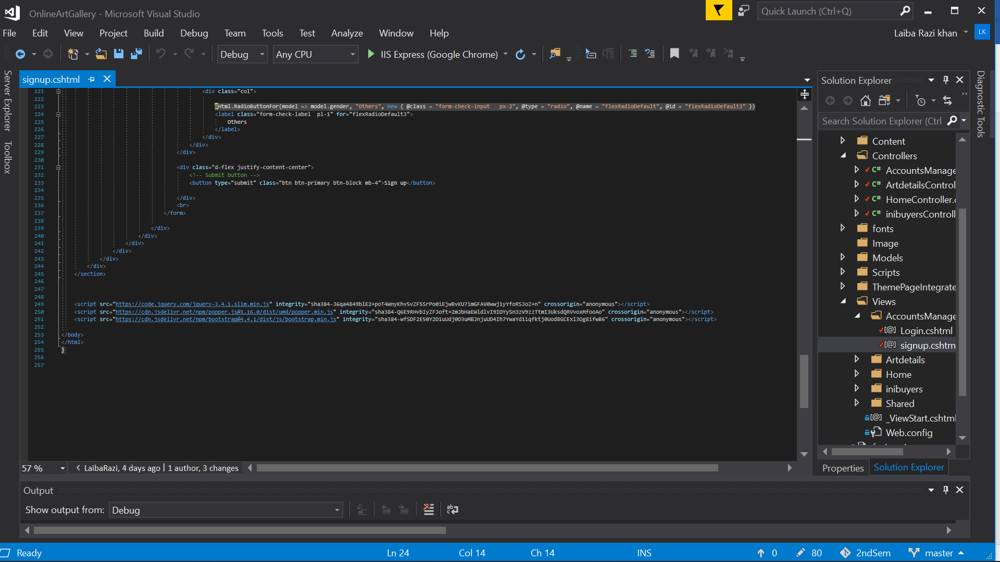 OnlineArtGallery - Microsoft Visual Studio
Quick Launch (Ctrl+Q)
File Edit View Project Build Debug Team Tools Test Analyze Window Help
Laiba Razi khan LK
Debug Any CPU IIS Express (Google Chrome)
Server Explorer
Toolbox
signup.cshtml
221 <div class="col">
222
223 @Html.RadioButtonFor(model => model.gender, "Others", new { @class = "form-check-input   px-2", @type = "radio", @name = "flexRadioDefault", @id = "flexRadioDefault3" })
224 <label class="form-check-label  pl-1" for="flexRadioDefault3">
225 Others
226 </label>
227 </div>
228 </div>
229 </div>
230
231 <div class="d-flex justify-content-center">
232 <!-- Submit button -->
233 <button type="submit" class="btn btn-primary btn-block mb-4">Sign up</button>
234
235 </div>
236 <br>
237 </form>
238
239 </div>
240 </div>
241 </div>
242 </div>
243 </div>
244 </div>
245 </section>
246
247
248
249 <script src="https://code.jquery.com/jquery-3.4.1.slim.min.js" integrity="sha384-J6qa4849blE2+poT4WnyKhv5vZF5SrPo0iEjwBvKU7imGFAV0wwj1yYfoRSJoZ+n" crossorigin="anonymous"></script>
250 <script src="https://cdn.jsdelivr.net/npm/popper.js@1.16.0/dist/umd/popper.min.js" integrity="sha384-Q6E9RHvbIyZFJoft+2mJbHaEWldlvI9IOYy5n3zV9zzTtmI3UksdQRVvoxMfooAo" crossorigin="anonymous"></script>
251 <script src="https://cdn.jsdelivr.net/npm/bootstrap@4.4.1/dist/js/bootstrap.min.js" integrity="sha384-wfSDF2E50Y2D1uUdj0O3uMBJnjuUD4Ih7YwaYd1iqfktj0Uod8GCExl3Og8ifwB6" crossorigin="anonymous"></script>
252
253 </body>
254 </html>
255 }
256
257
57 % LaibaRazi, 4 days ago | 1 author, 3 changes
Solution Explorer
Search Solution Explorer (Ctrl
Content
Controllers
C# AccountsManage
C# ArtdetailsControl
C# HomeController.c
C# inibuyersControll
fonts
Image
Models
Scripts
ThemePageIntegrate
Views
AccountsManage
[@] Login.cshtml
[@] signup.cshtm
Artdetails
Home
inibuyers
Shared
[@] _ViewStart.cshtml
Web.config
Properties Solution Explorer
Diagnostic Tools
Output
Show output from: Debug
Ready Ln 24 Col 14 Ch 14 INS 0 80 2ndSem master